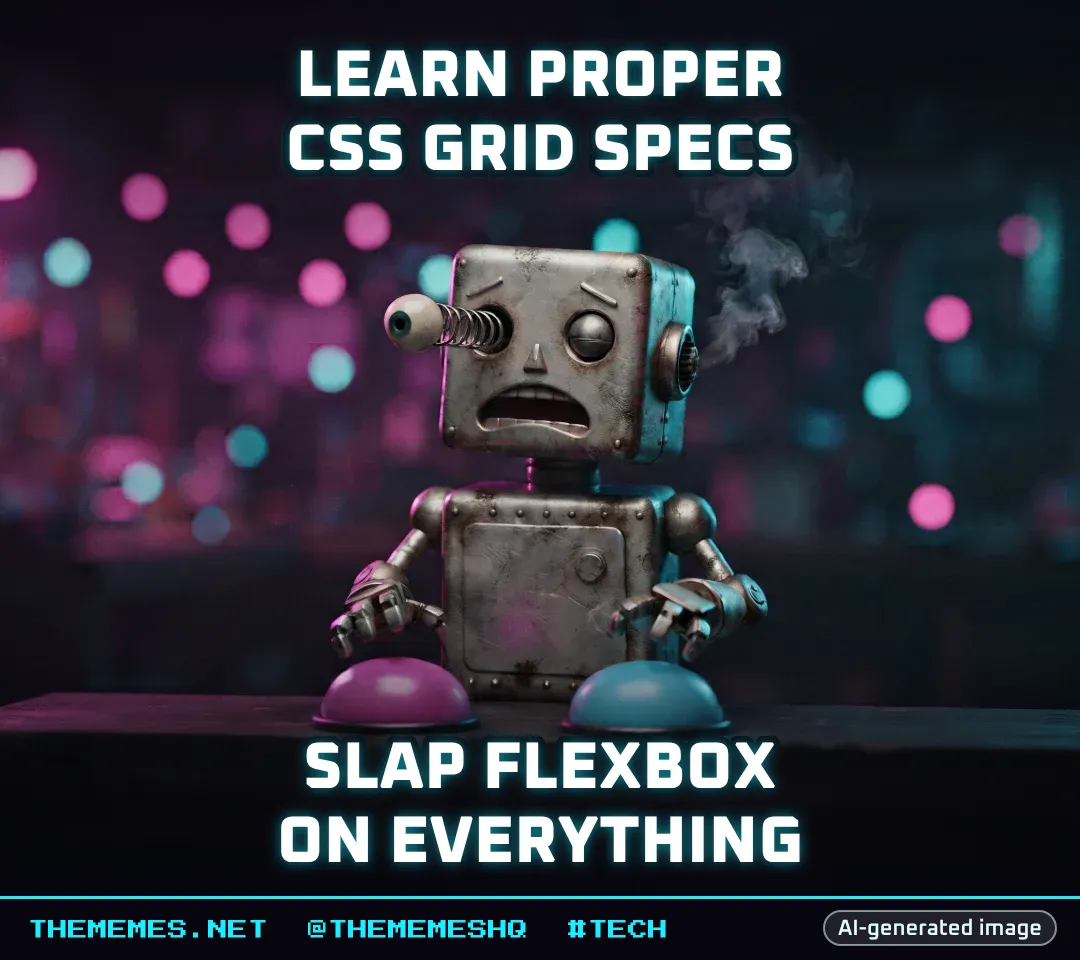 LEARN PROPER
CSS GRID SPECS
SLAP FLEXBOX
ON EVERYTHING
THEMEMES.NET @THEMEMESHQ #TECH AI-generated image